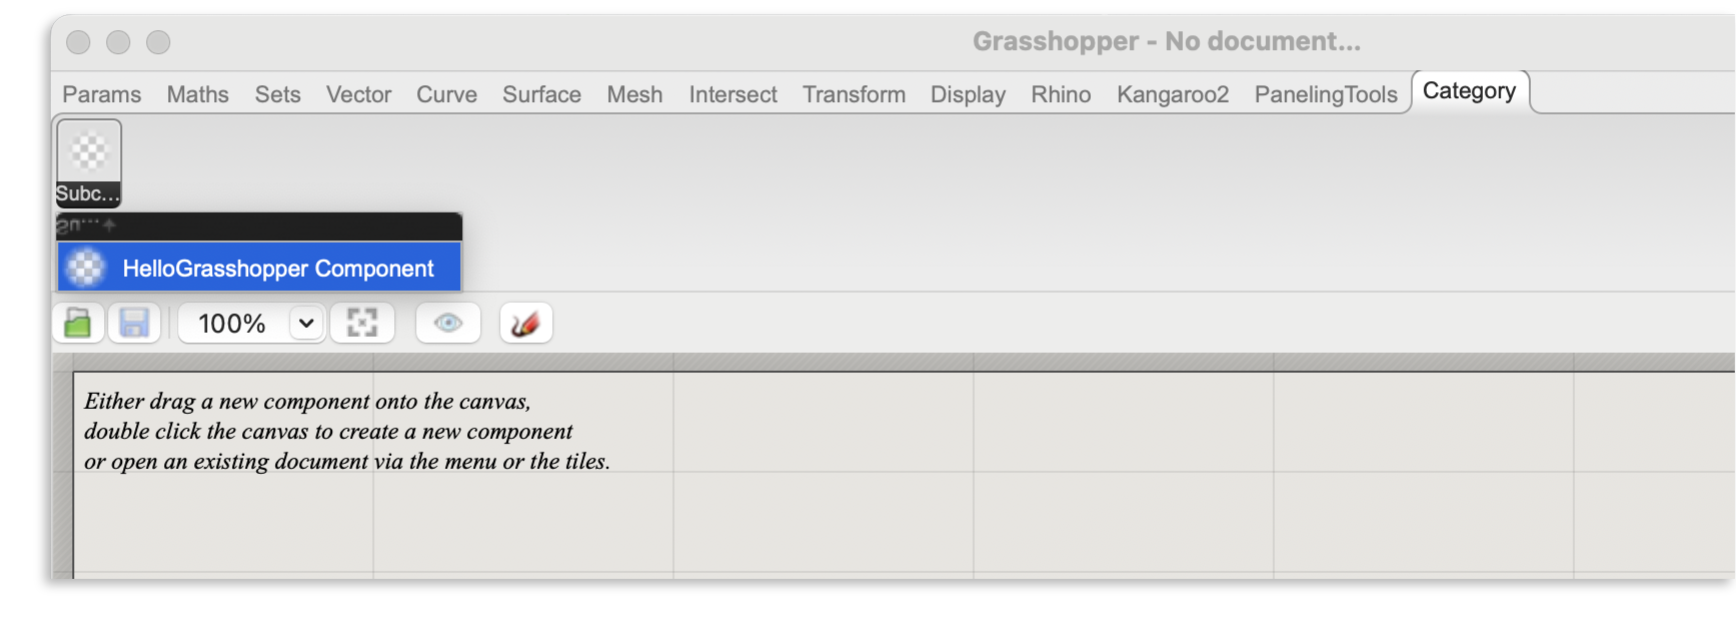 Grasshopper - No document...
Params Maths Sets Vector Curve Surface Mesh Intersect Transform Display Rhino Kangaroo2 PanelingTools Category
Subc...
HelloGrasshopper Component
100%
Either drag a new component onto the canvas,
double click the canvas to create a new component
or open an existing document via the menu or the tiles.